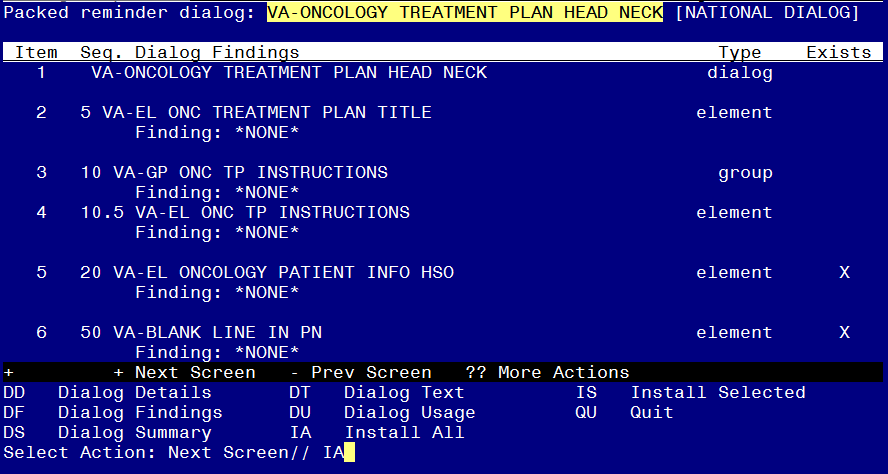 Packed reminder dialog: VA-ONCOLOGY TREATMENT PLAN HEAD NECK [NATIONAL DIALOG]
Item Seq. Dialog Findings Type Exists
1 VA-ONCOLOGY TREATMENT PLAN HEAD NECK dialog
2 5 VA-EL ONC TREATMENT PLAN TITLE element
Finding: *NONE*
3 10 VA-GP ONC TP INSTRUCTIONS group
Finding: *NONE*
4 10.5 VA-EL ONC TP INSTRUCTIONS element
Finding: *NONE*
5 20 VA-EL ONCOLOGY PATIENT INFO HSO element X
Finding: *NONE*
6 50 VA-BLANK LINE IN PN element X
Finding: *NONE*
+ + Next Screen - Prev Screen ?? More Actions
DD Dialog Details DT Dialog Text IS Install Selected
DF Dialog Findings DU Dialog Usage QU Quit
DS Dialog Summary IA Install All
Select Action: Next Screen// IA